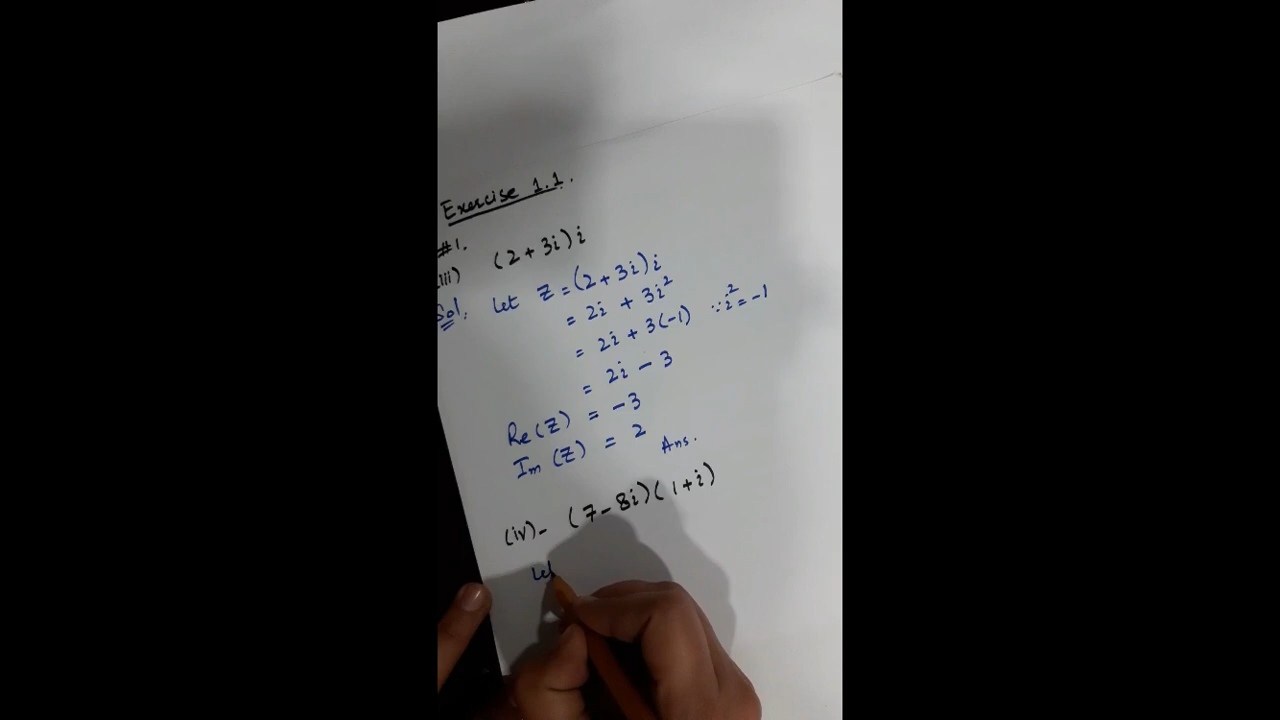 Exercise 1.1.
#1.
(iii) (2+3i)i
Sol. Let Z=(2+3i)i
= 2i + 3i²
= 2i + 3(-1) ∵ i² = -1
= 2i - 3
Re(Z) = -3
Im(Z) = 2 Ans.
(iv)- (7-8i)(1+i)
Let